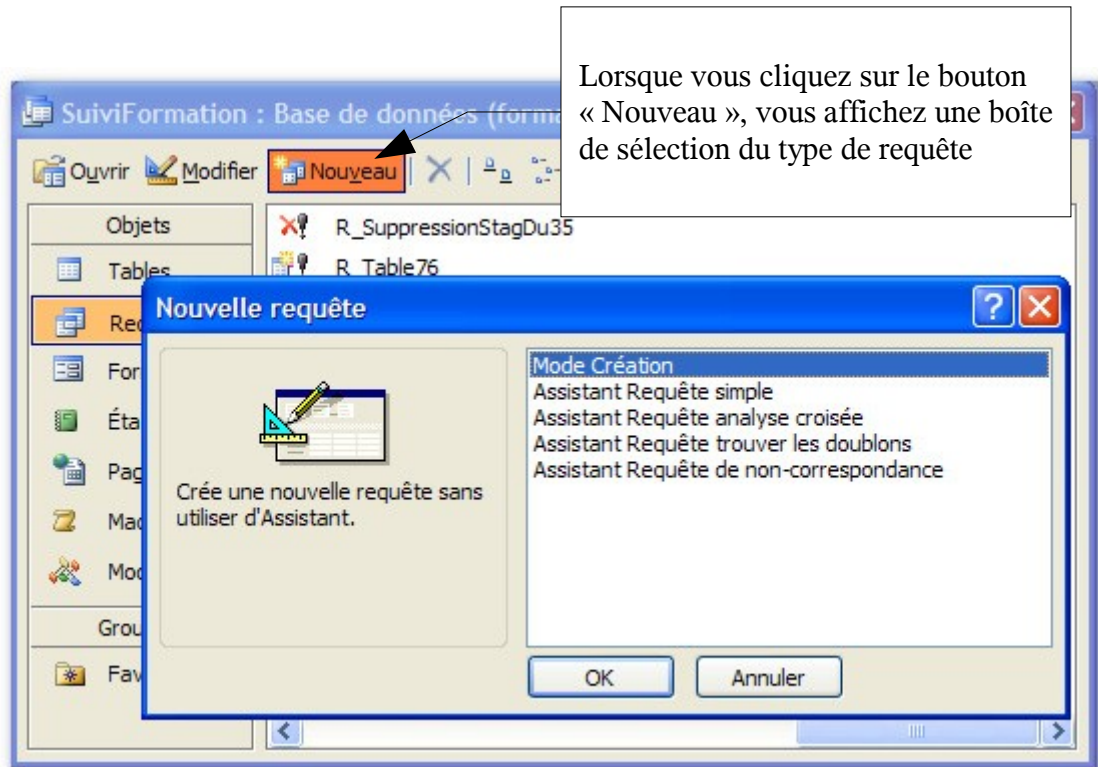 Lorsque vous cliquez sur le bouton
« Nouveau », vous affichez une boîte
de sélection du type de requête
SuiviFormation : Base de données
Ouvrir Modifier Nouveau
Objets
R_SuppressionStagDu35
Tables
R_Table76
Nouvelle requête
Mode Création
Assistant Requête simple
Assistant Requête analyse croisée
Assistant Requête trouver les doublons
Assistant Requête de non-correspondance
Crée une nouvelle requête sans
utiliser d'Assistant.
OK Annuler